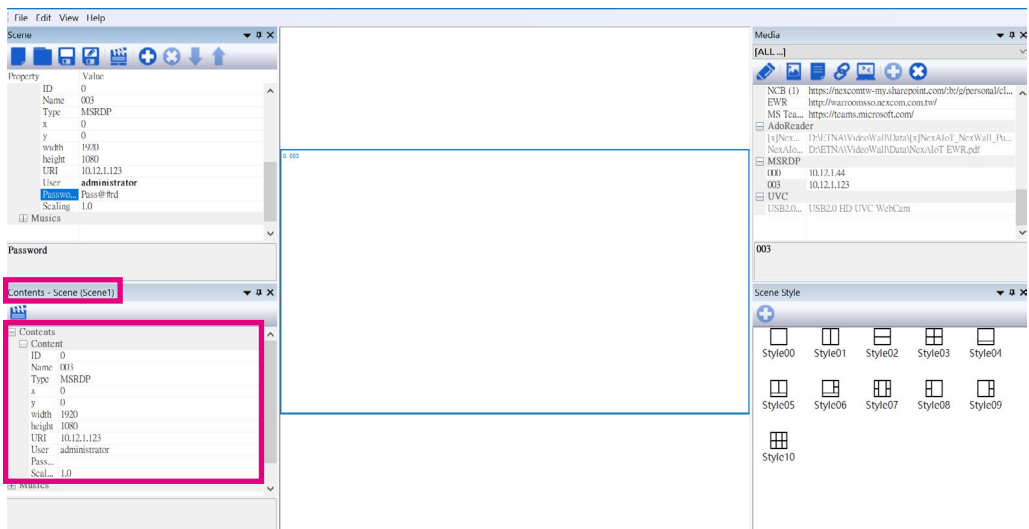 File Edit View Help
Scene
Property Value
ID 0
Name 003
Type MSRDP
x 0
y 0
width 1920
height 1080
URI 10.12.1.123
User administrator
Passwo... Pass@#rd
Scaling 1.0
Musics
Password
Contents - Scene (Scene1)
Contents
Content
ID 0
Name 003
Type MSRDP
x 0
y 0
width 1920
height 1080
URI 10.12.1.123
User administrator
Pass...
Scal... 1.0
Musics
0.003
Media
[ALL ...]
NCB (1) https://nexcomtw-my.sharepoint.com/:b:/g/personal/cl...
EWR http://warroomsso.nexcom.com.tw/
MS Tea... https://teams.microsoft.com/
AdoReader
[x]Nex... D:\ETNA\VideoWall\Data\[x]NexAIoT_NexWall_Pu...
NexAIo... D:\ETNA\VideoWall\Data\NexAIoT EWR.pdf
MSRDP
000 10.12.1.44
003 10.12.1.123
UVC
USB2.0... USB2.0 HD UVC WebCam
003
Scene Style
Style00 Style01 Style02 Style03 Style04
Style05 Style06 Style07 Style08 Style09
Style10